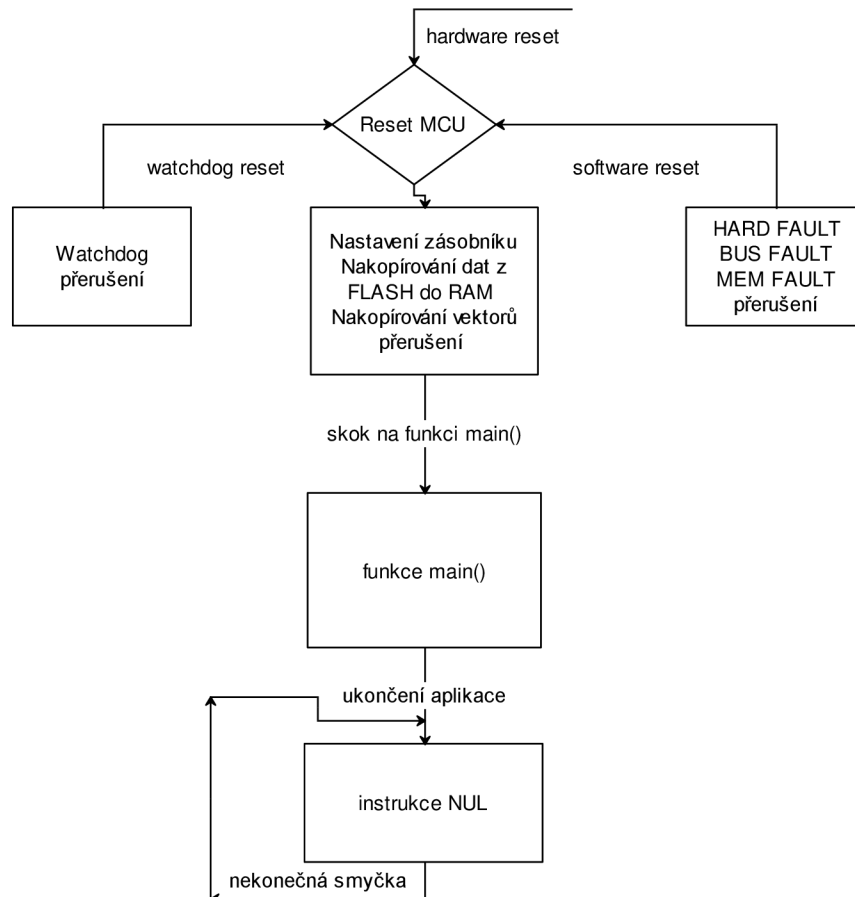 hardware reset
Reset MCU
watchdog reset
software reset
Watchdog
přerušení
Nastavení zásobníku
Nakopírování dat z
FLASH do RAM
Nakopírování vektorů
přerušení
HARD FAULT
BUS FAULT
MEM FAULT
přerušení
skok na funkci main()
funkce main()
ukončení aplikace
instrukce NUL
nekonečná smyčka